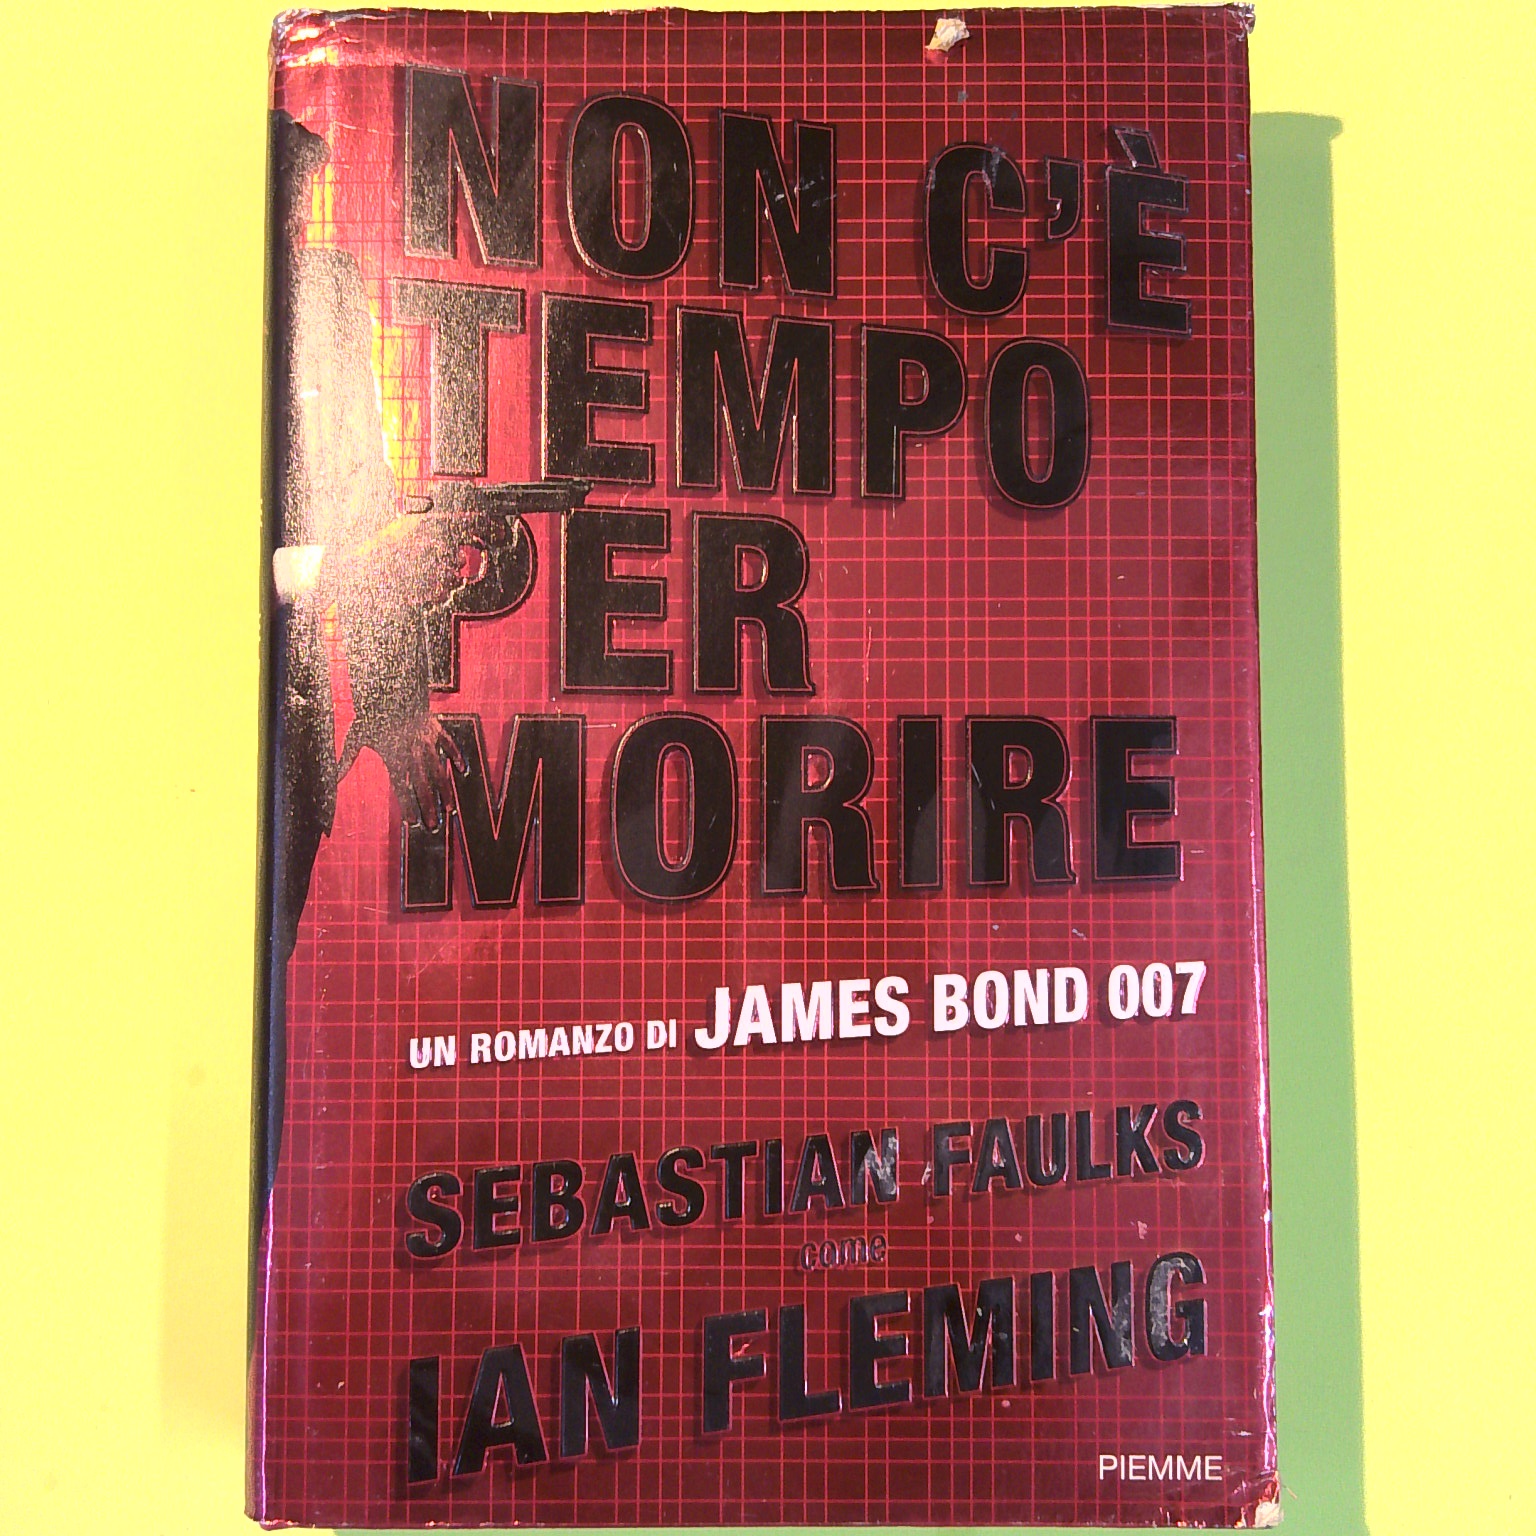 NON C'È
TEMPO
PER
MORIRE
UN ROMANZO DI JAMES BOND 007
SEBASTIAN FAULKS
come
IAN FLEMING
PIEMME